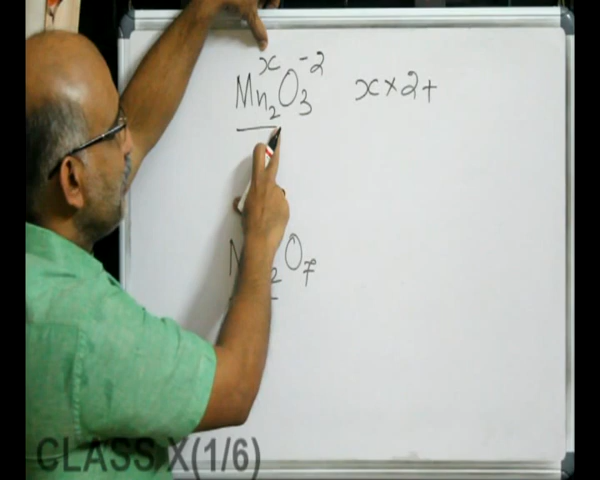 Mn₂O₃ x -2 x×2+
O₇
CLASS X(1/6)